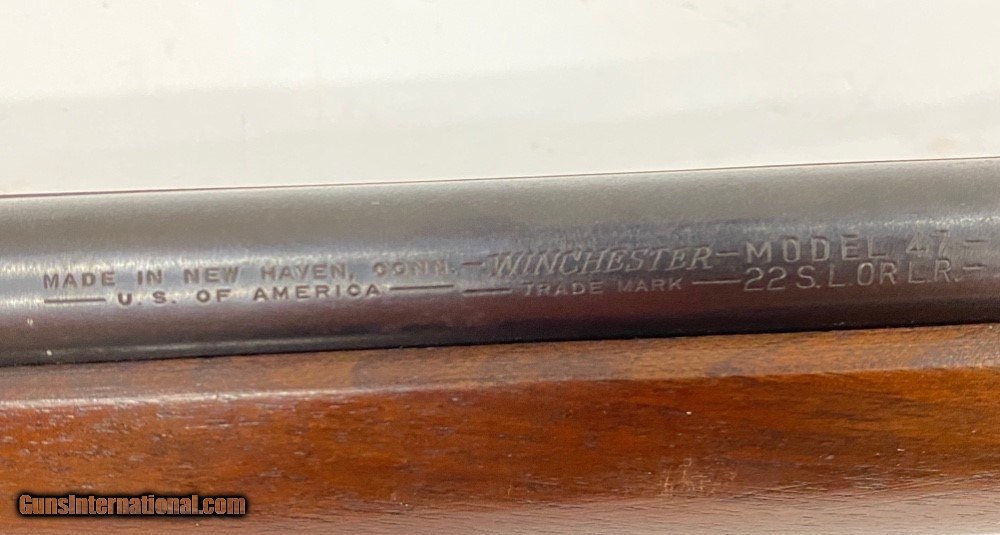 MADE IN NEW HAVEN, CONN. –WINCHESTER– MODEL 47–
— U.S. OF AMERICA — TRADE MARK — 22 S.L.OR L.R.–
GunsInternational.com